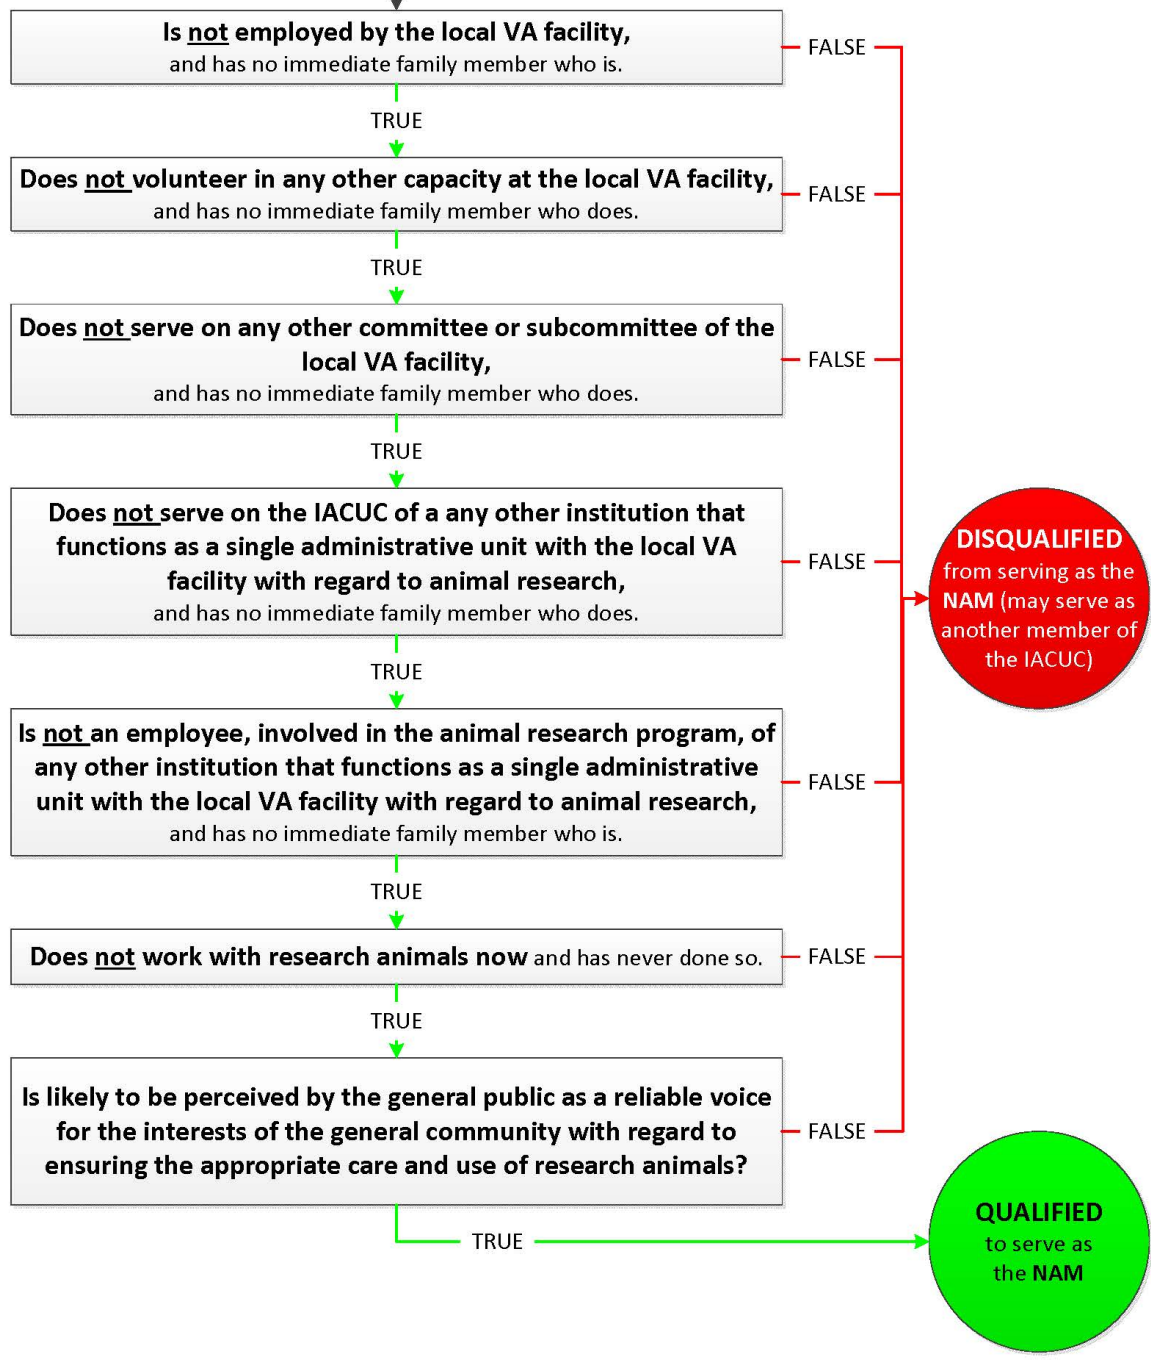 Is not employed by the local VA facility,
and has no immediate family member who is.
FALSE
TRUE
Does not volunteer in any other capacity at the local VA facility,
and has no immediate family member who does.
FALSE
TRUE
Does not serve on any other committee or subcommittee of the
local VA facility,
and has no immediate family member who does.
FALSE
TRUE
Does not serve on the IACUC of a any other institution that
functions as a single administrative unit with the local VA
facility with regard to animal research,
and has no immediate family member who does.
FALSE
DISQUALIFIED
from serving as the
NAM (may serve as
another member of
the IACUC)
TRUE
Is not an employee, involved in the animal research program, of
any other institution that functions as a single administrative
unit with the local VA facility with regard to animal research,
and has no immediate family member who is.
FALSE
TRUE
Does not work with research animals now and has never done so.
FALSE
TRUE
Is likely to be perceived by the general public as a reliable voice
for the interests of the general community with regard to
ensuring the appropriate care and use of research animals?
FALSE
TRUE
QUALIFIED
to serve as
the NAM